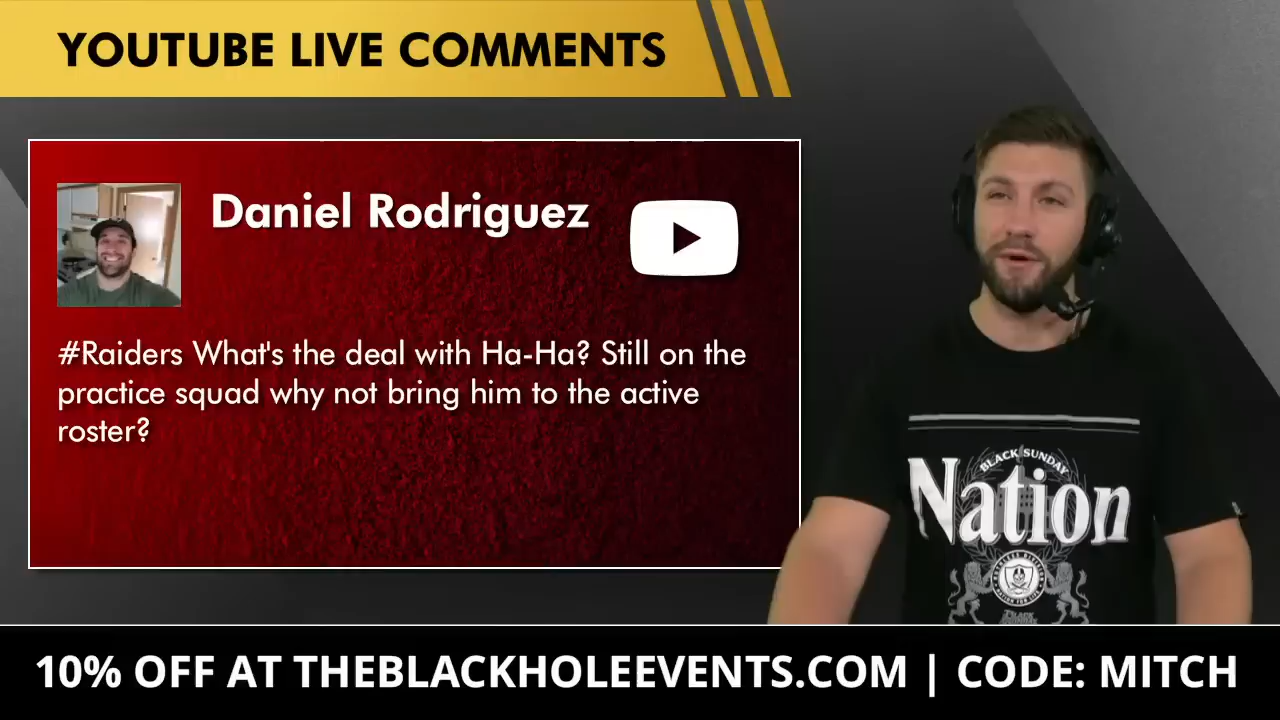 YOUTUBE LIVE COMMENTS
Daniel Rodriguez
#Raiders What's the deal with Ha-Ha? Still on the
practice squad why not bring him to the active
roster?
BLACK SUNDAY
Nation
10% OFF AT THEBLACKHOLEEVENTS.COM | CODE: MITCH